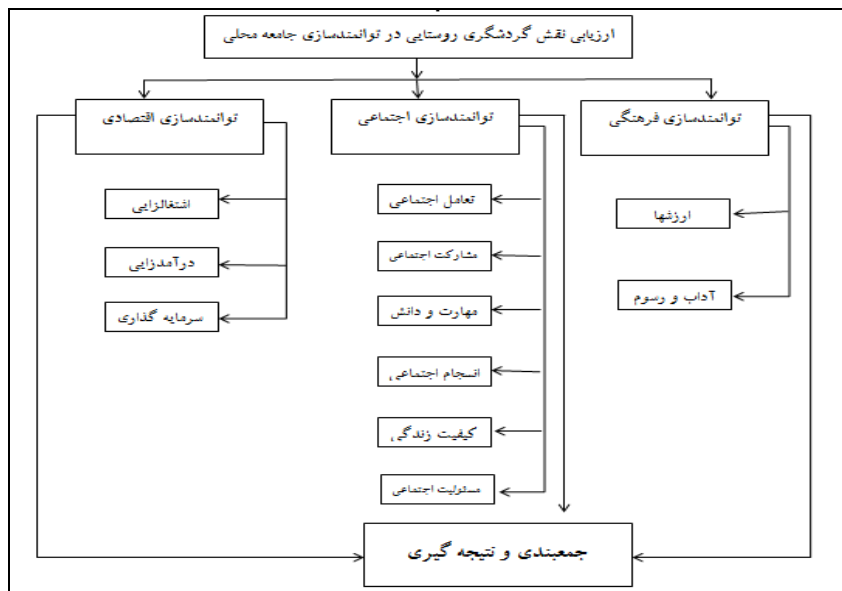 ارزیابی نقش گردشگری روستایی در توانمندسازی جامعه محلی
توانمندسازی فرهنگی
توانمندسازی اجتماعی
توانمندسازی اقتصادی
ارزشها
آداب و رسوم
تعامل اجتماعی
مشارکت اجتماعی
مهارت و دانش
انسجام اجتماعی
کیفیت زندگی
مسئولیت اجتماعی
اشتغالزایی
درآمدزایی
سرمایه گذاری
جمعبندی و نتیجه گیری